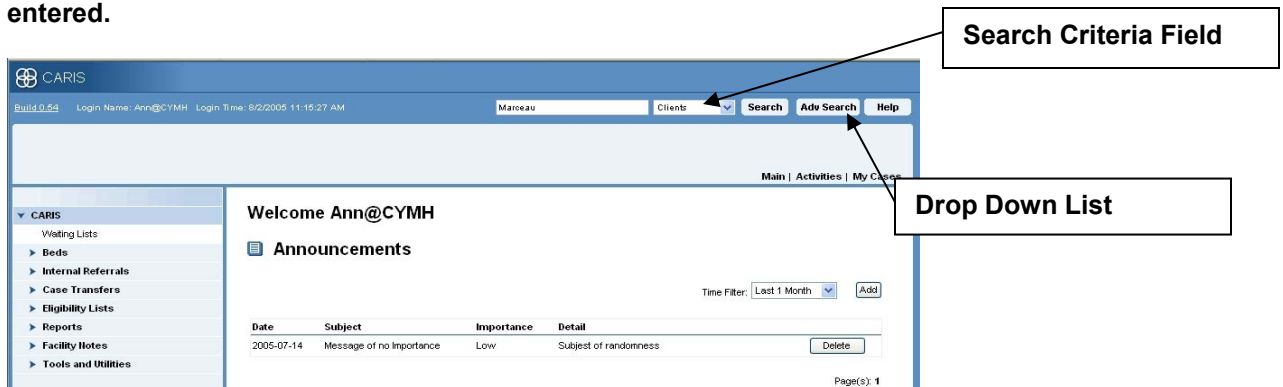 entered.
Search Criteria Field
CARIS
Build 0.54 Login Name: Ann@CYMH Login Time: 8/2/2005 11:15:27 AM Marceau Clients Search Adv Search Help
Main | Activities | My Cases
Drop Down List
CARIS
Waiting Lists
Beds
Internal Referrals
Case Transfers
Eligibility Lists
Reports
Facility Notes
Tools and Utilities
Welcome Ann@CYMH
Announcements
Time Filter: Last 1 Month Add
Date Subject Importance Detail
2005-07-14 Message of no Importance Low Subjest of randomness Delete
Page(s): 1